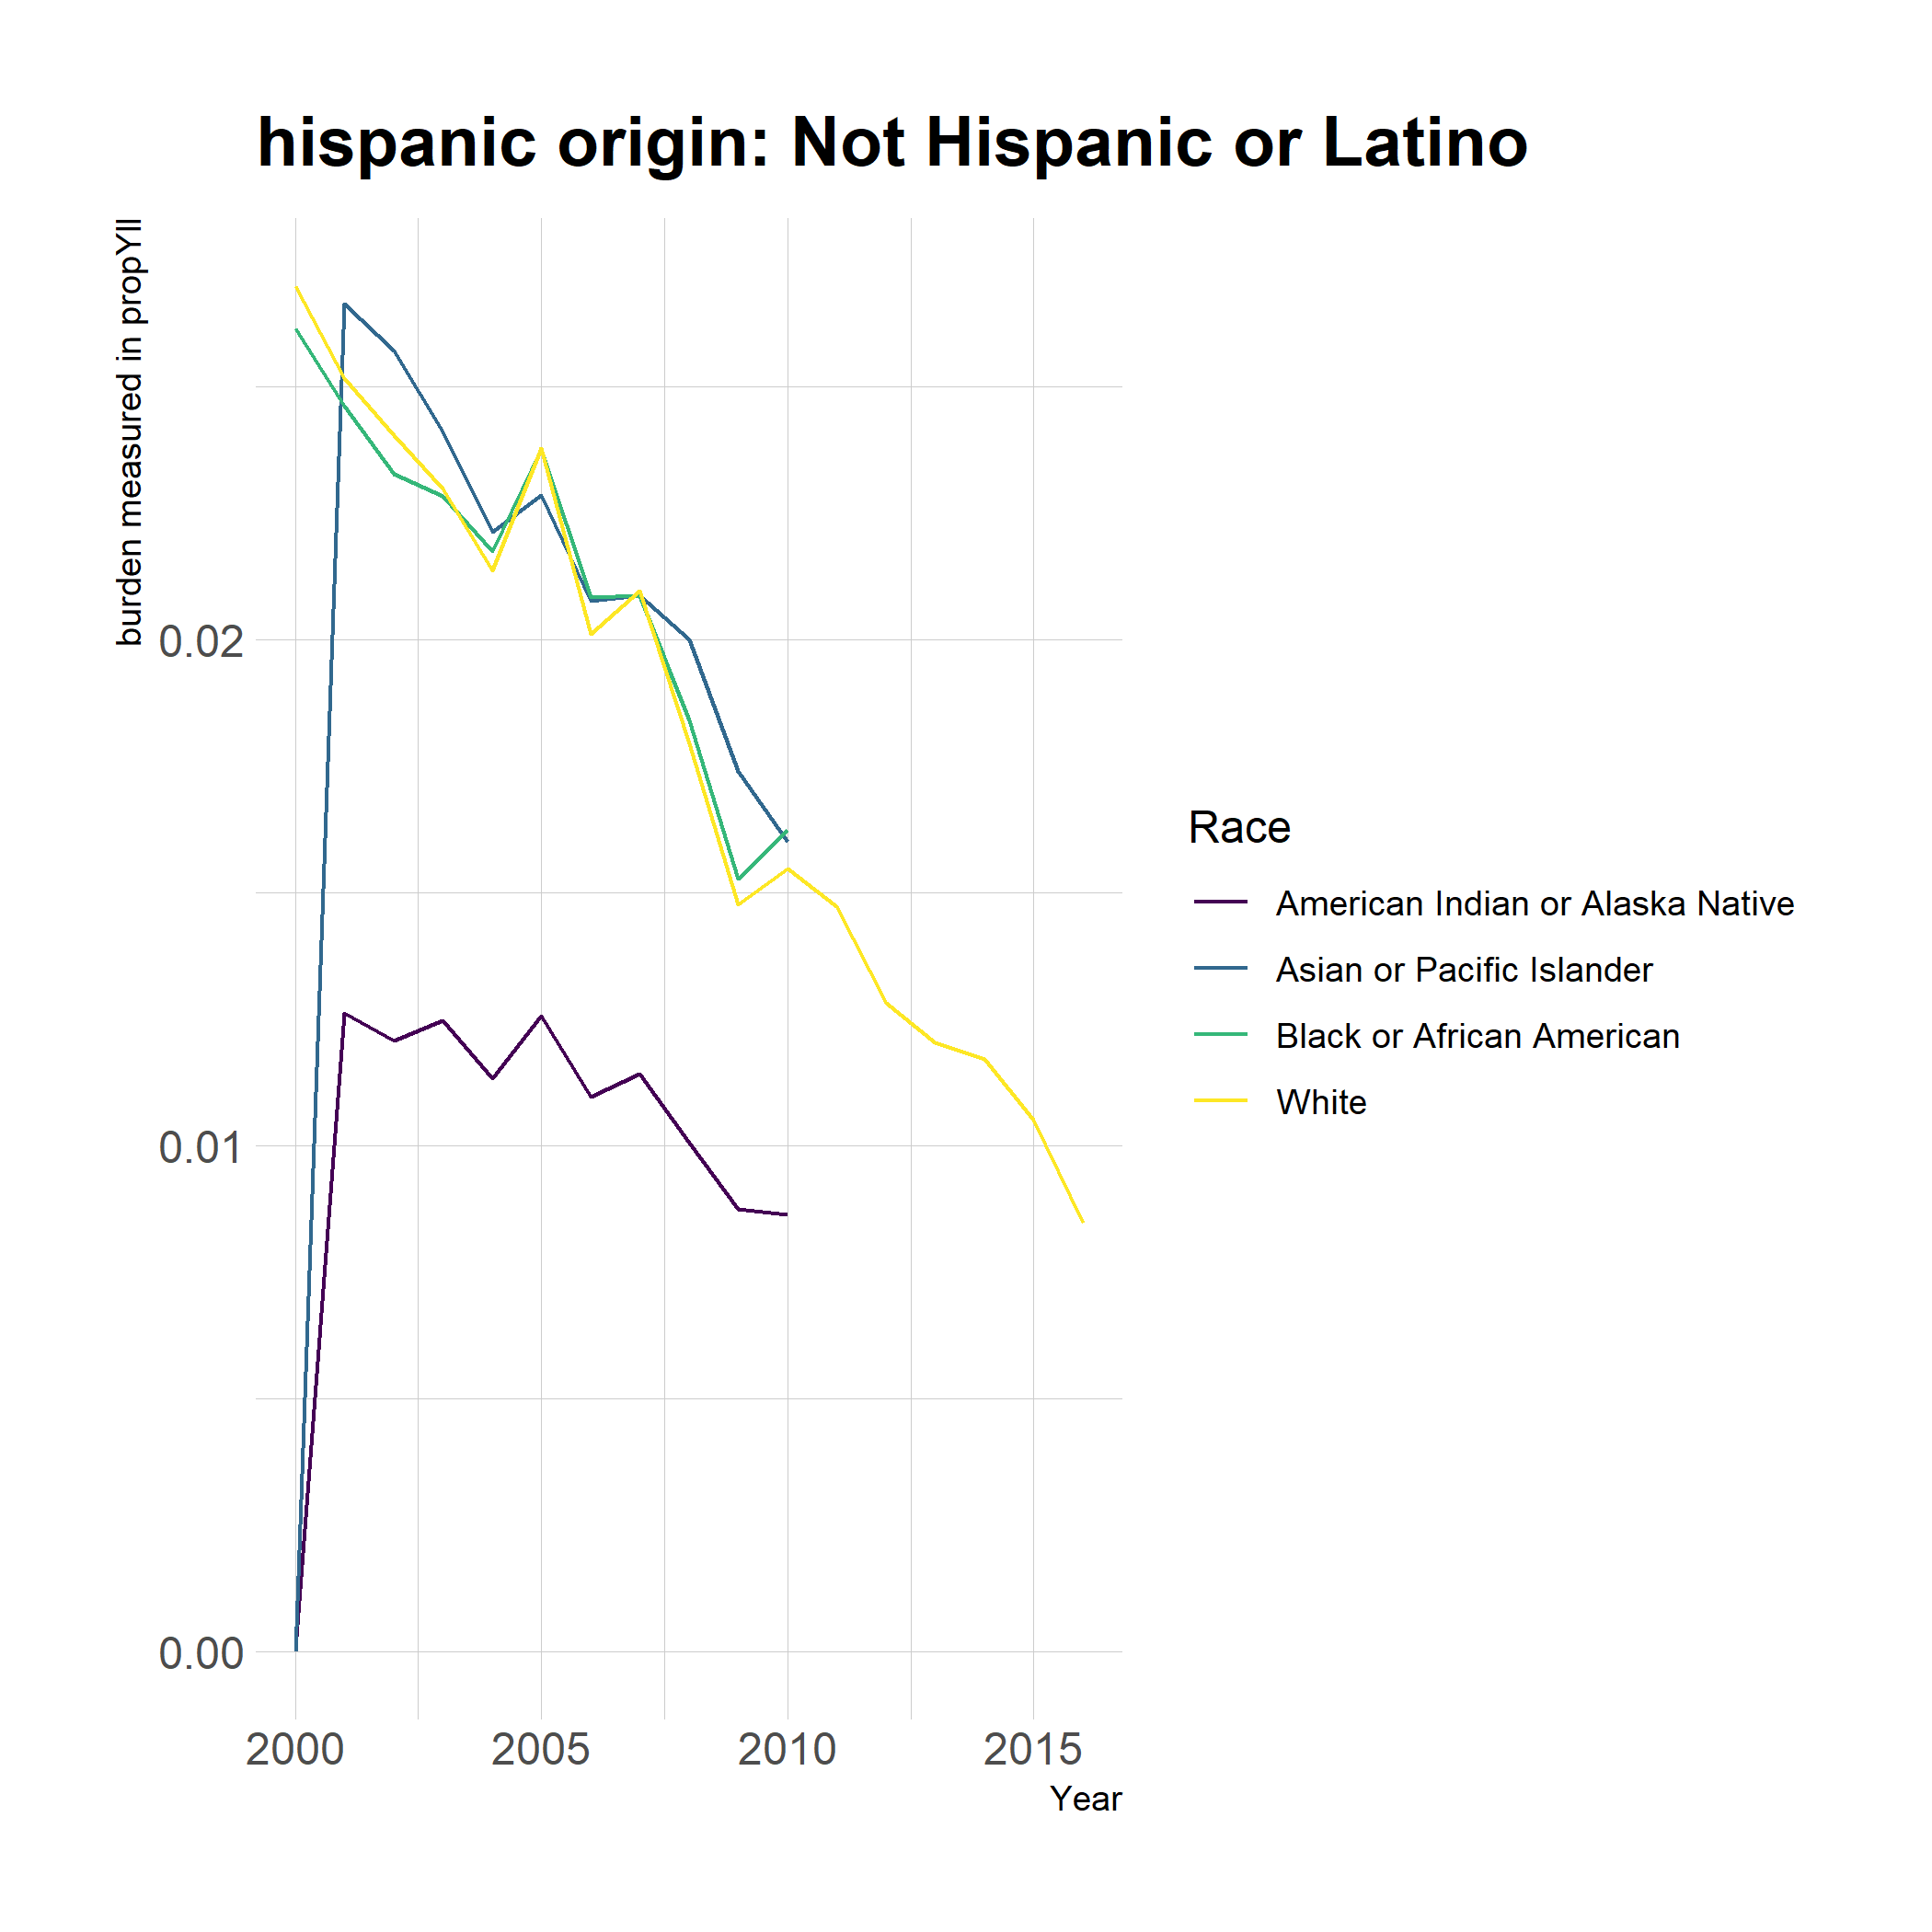 hispanic origin: Not Hispanic or Latino
burden measured in propYll
0.02
0.01
0.00
2000 2005 2010 2015
Year
Race
American Indian or Alaska Native
Asian or Pacific Islander
Black or African American
White